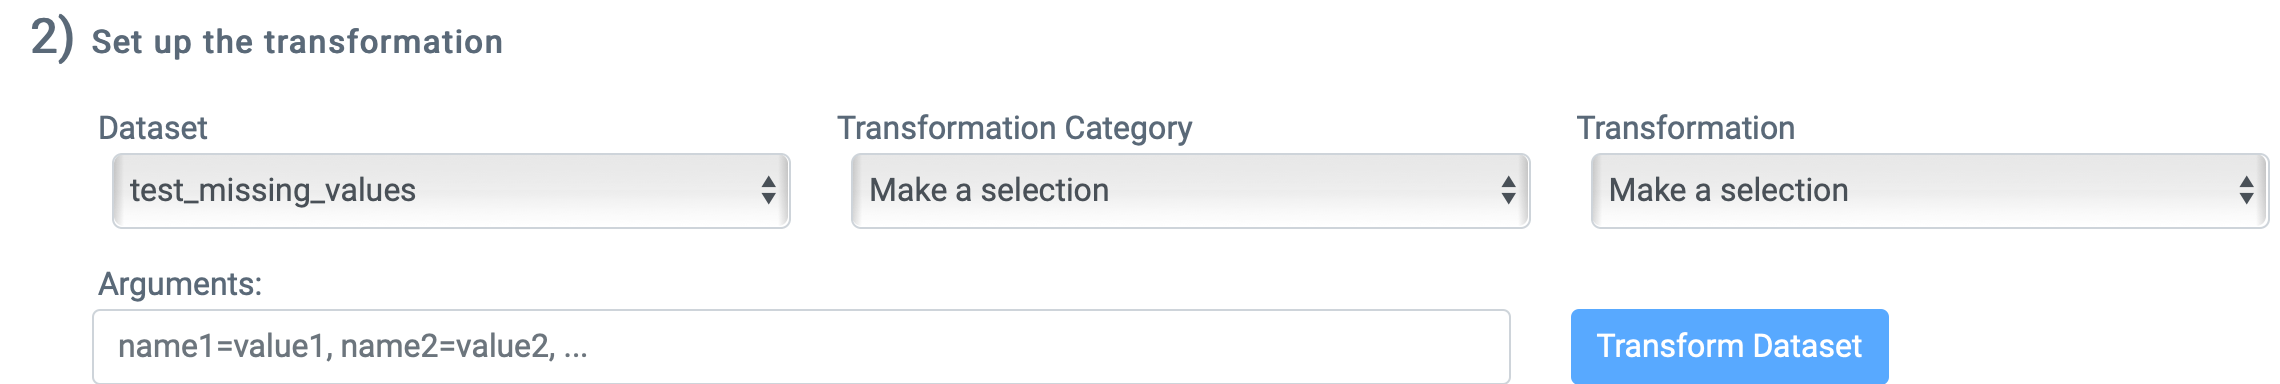 2) Set up the transformation
Dataset Transformation Category Transformation
test_missing_values Make a selection Make a selection
Arguments:
name1=value1, name2=value2, ... Transform Dataset